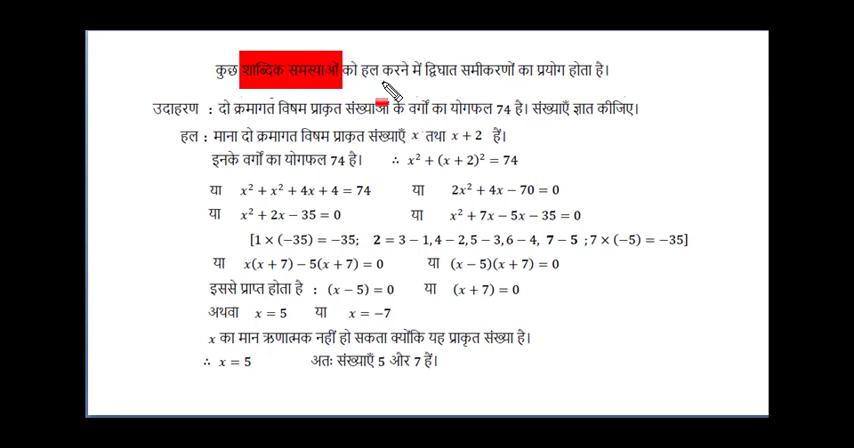 कुछ शाब्दिक समस्याओं को हल करने में द्विघात समीकरणों का प्रयोग होता है।
उदाहरण : दो क्रमागत विषम प्राकृत संख्याओं के वर्गों का योगफल 74 है। संख्याएँ ज्ञात कीजिए।
हल : माना दो क्रमागत विषम प्राकृत संख्याएँ x तथा x + 2 हैं।
इनके वर्गों का योगफल 74 है। ∴ x² + (x + 2)² = 74
या x² + x² + 4x + 4 = 74 या 2x² + 4x − 70 = 0
या x² + 2x − 35 = 0 या x² + 7x − 5x − 35 = 0
[1 × (−35) = −35; 2 = 3 − 1, 4 − 2, 5 − 3, 6 − 4, 7 − 5 ; 7 × (−5) = −35]
या x(x + 7) − 5(x + 7) = 0 या (x − 5)(x + 7) = 0
इससे प्राप्त होता है : (x − 5) = 0 या (x + 7) = 0
अथवा x = 5 या x = −7
x का मान ऋणात्मक नहीं हो सकता क्योंकि यह प्राकृत संख्या है।
∴ x = 5 अतः संख्याएँ 5 और 7 हैं।